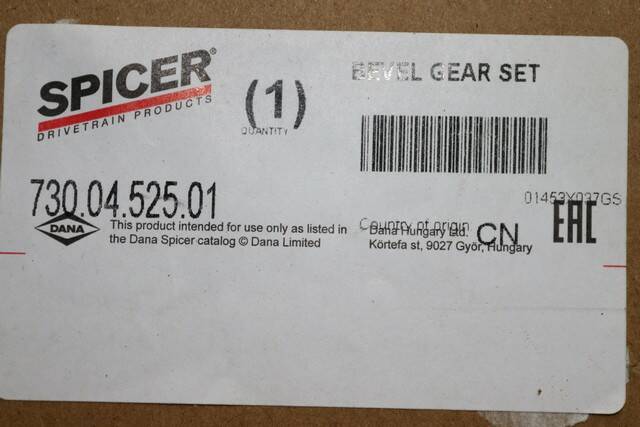 SPICER®
DRIVETRAIN PRODUCTS
(1)
QUANTITY
BEVEL GEAR SET
730.04.525.01
01453X037GS
DANA
This product intended for use only as listed in
the Dana Spicer catalog © Dana Limited
Country of origin CN
Dana Hungary Ltd.
Körtefa st, 9027 Győr, Hungary
EAC